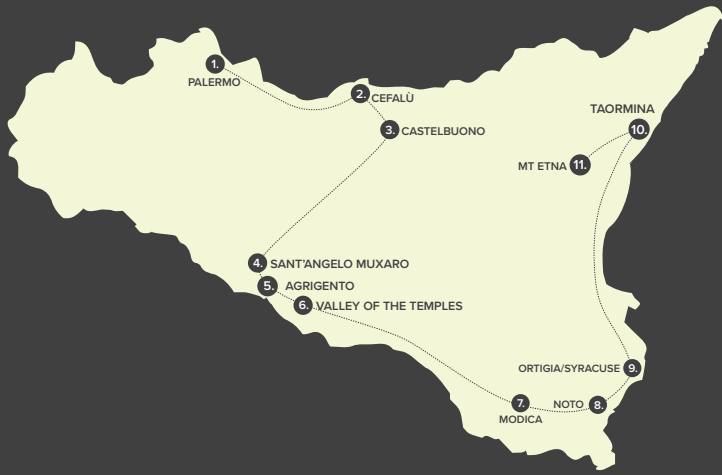 1.
PALERMO
2. CEFALÙ
3. CASTELBUONO
4. SANT'ANGELO MUXARO
5. AGRIGENTO
6. VALLEY OF THE TEMPLES
7.
MODICA
NOTO 8.
ORTIGIA/SYRACUSE 9.
TAORMINA
10.
MT ETNA 11.